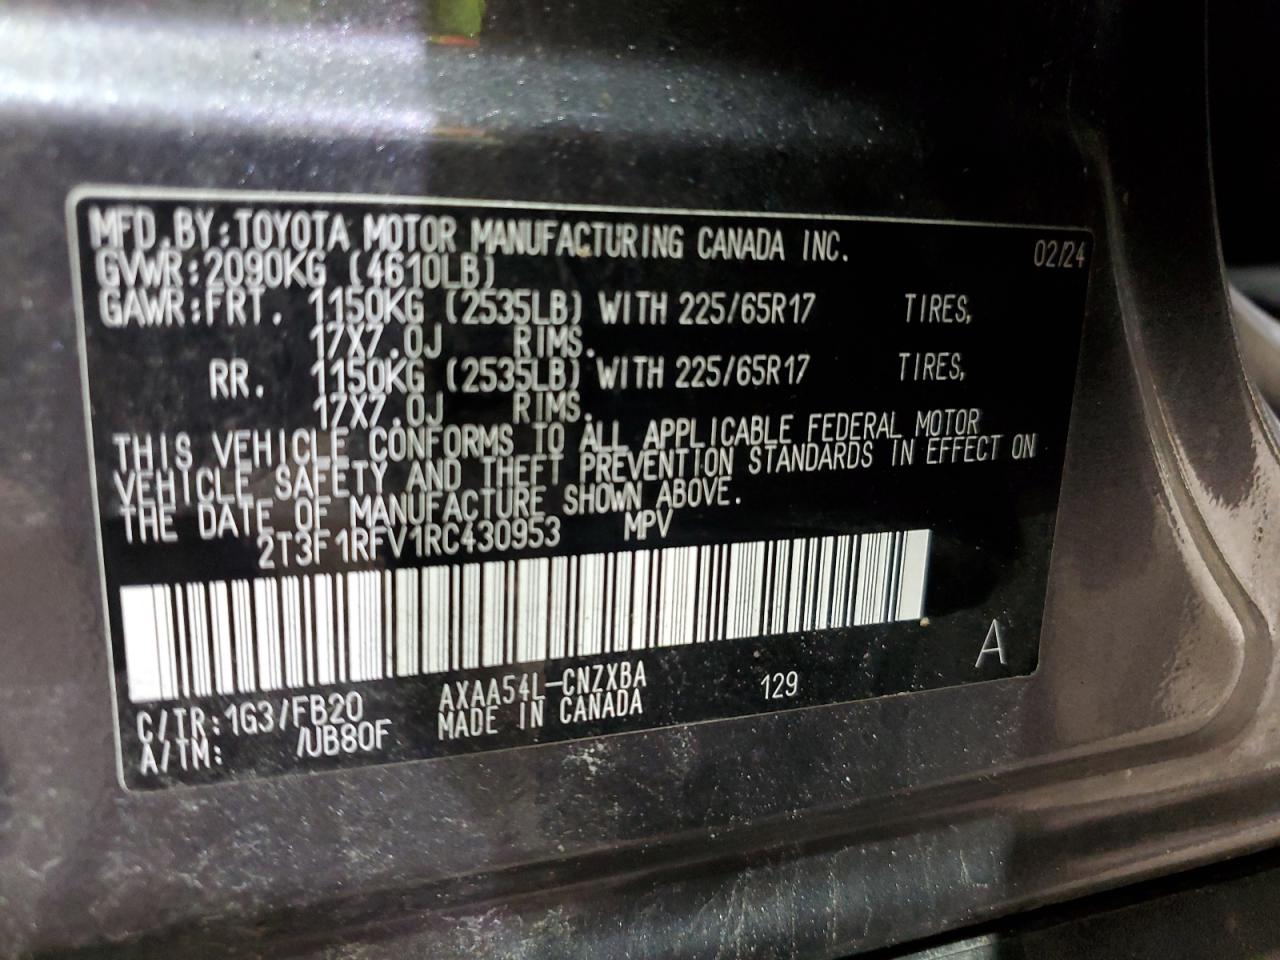 MFD.BY:TOYOTA MOTOR MANUFACTURING CANADA INC. 02/24
GVWR:2090KG (4610LB)
GAWR:FRT. 1150KG (2535LB) WITH 225/65R17 TIRES,
17X7.0J RIMS.
RR. 1150KG (2535LB) WITH 225/65R17 TIRES,
17X7.0J RIMS.
THIS VEHICLE CONFORMS TO ALL APPLICABLE FEDERAL MOTOR
VEHICLE SAFETY AND THEFT PREVENTION STANDARDS IN EFFECT ON
THE DATE OF MANUFACTURE SHOWN ABOVE.
2T3F1RFV1RC430953 MPV
A
C/TR:1G3/FB20 AXAA54L-CNZXBA 129
A/TM: /UB80F MADE IN CANADA